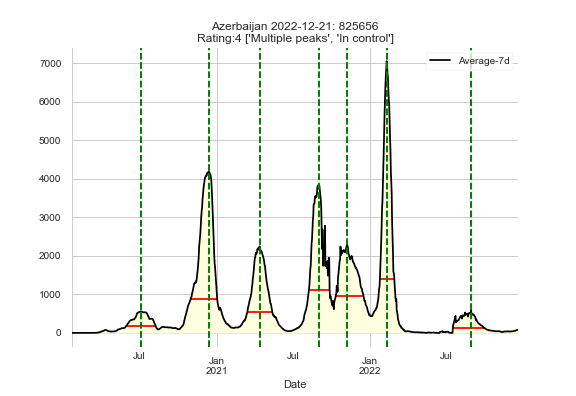 Azerbaijan 2022-12-21: 825656
Rating:4 ['Multiple peaks', 'In control']
Average-7d
7000
6000
5000
4000
3000
2000
1000
0
Jul
Jan
2021
Jul
Jan
2022
Jul
Date